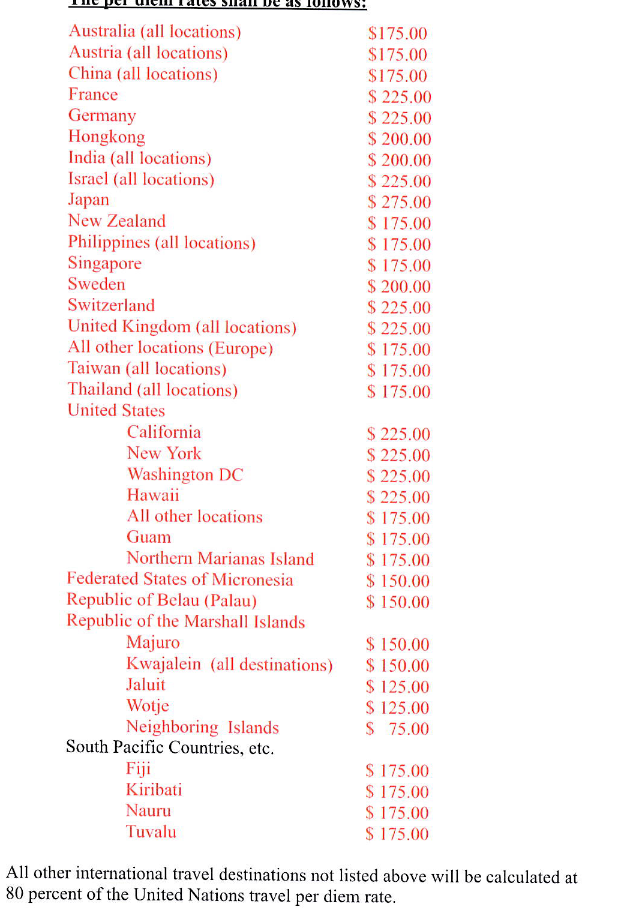 The per diem rates shall be as follows:
Australia (all locations) $175.00
Austria (all locations) $175.00
China (all locations) $175.00
France $ 225.00
Germany $ 225.00
Hongkong $ 200.00
India (all locations) $ 200.00
Israel (all locations) $ 225.00
Japan $ 275.00
New Zealand $ 175.00
Philippines (all locations) $ 175.00
Singapore $ 175.00
Sweden $ 200.00
Switzerland $ 225.00
United Kingdom (all locations) $ 225.00
All other locations (Europe) $ 175.00
Taiwan (all locations) $ 175.00
Thailand (all locations) $ 175.00
United States
California $ 225.00
New York $ 225.00
Washington DC $ 225.00
Hawaii $ 225.00
All other locations $ 175.00
Guam $ 175.00
Northern Marianas Island $ 175.00
Federated States of Micronesia $ 150.00
Republic of Belau (Palau) $ 150.00
Republic of the Marshall Islands
Majuro $ 150.00
Kwajalein (all destinations) $ 150.00
Jaluit $ 125.00
Wotje $ 125.00
Neighboring Islands $ 75.00
South Pacific Countries, etc.
Fiji $ 175.00
Kiribati $ 175.00
Nauru $ 175.00
Tuvalu $ 175.00
All other international travel destinations not listed above will be calculated at
80 percent of the United Nations travel per diem rate.